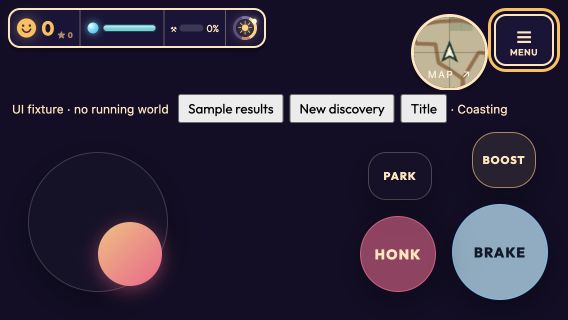 0 ★ 0 ⚒ 0%
MAP ↗
☰
MENU
UI fixture · no running world Sample results New discovery Title · Coasting
BOOST
PARK
HONK
BRAKE